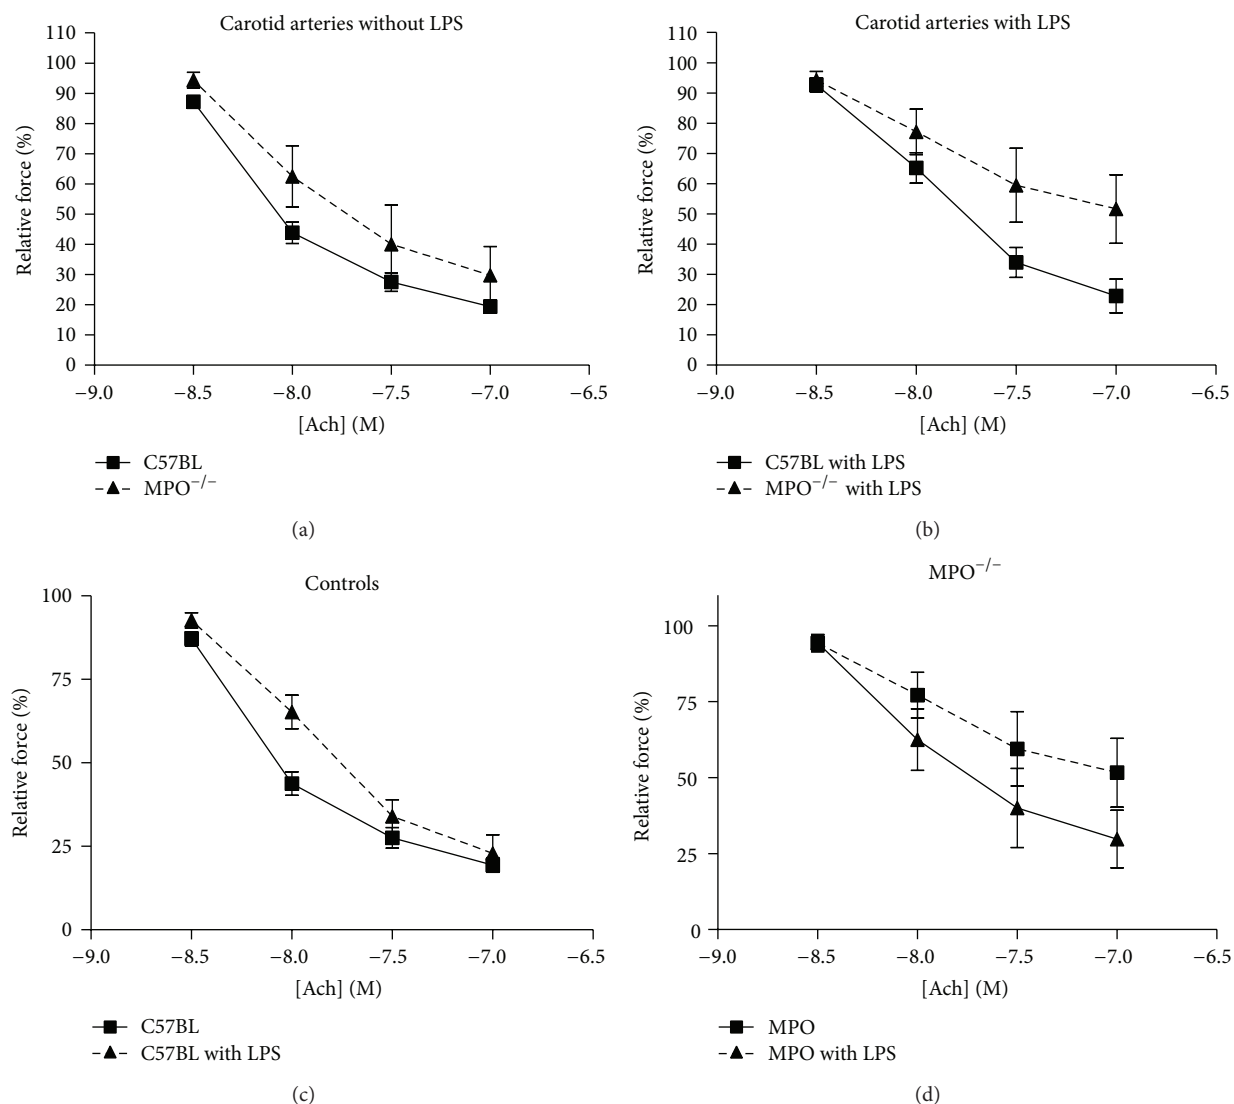 Carotid arteries without LPS
110
100
90
80
70
60
50
40
30
20
10
0
Relative force (%)
−9.0 −8.5 −8.0 −7.5 −7.0 −6.5
[Ach] (M)
C57BL
MPO−/−
(a)
Carotid arteries with LPS
110
100
90
80
70
60
50
40
30
20
10
0
Relative force (%)
−9.0 −8.5 −8.0 −7.5 −7.0 −6.5
[Ach] (M)
C57BL with LPS
MPO−/− with LPS
(b)
Controls
100
75
50
25
0
Relative force (%)
−9.0 −8.5 −8.0 −7.5 −7.0 −6.5
[Ach] (M)
C57BL
C57BL with LPS
(c)
MPO−/−
100
75
50
25
0
Relative force (%)
−9.0 −8.5 −8.0 −7.5 −7.0 −6.5
[Ach] (M)
MPO
MPO with LPS
(d)